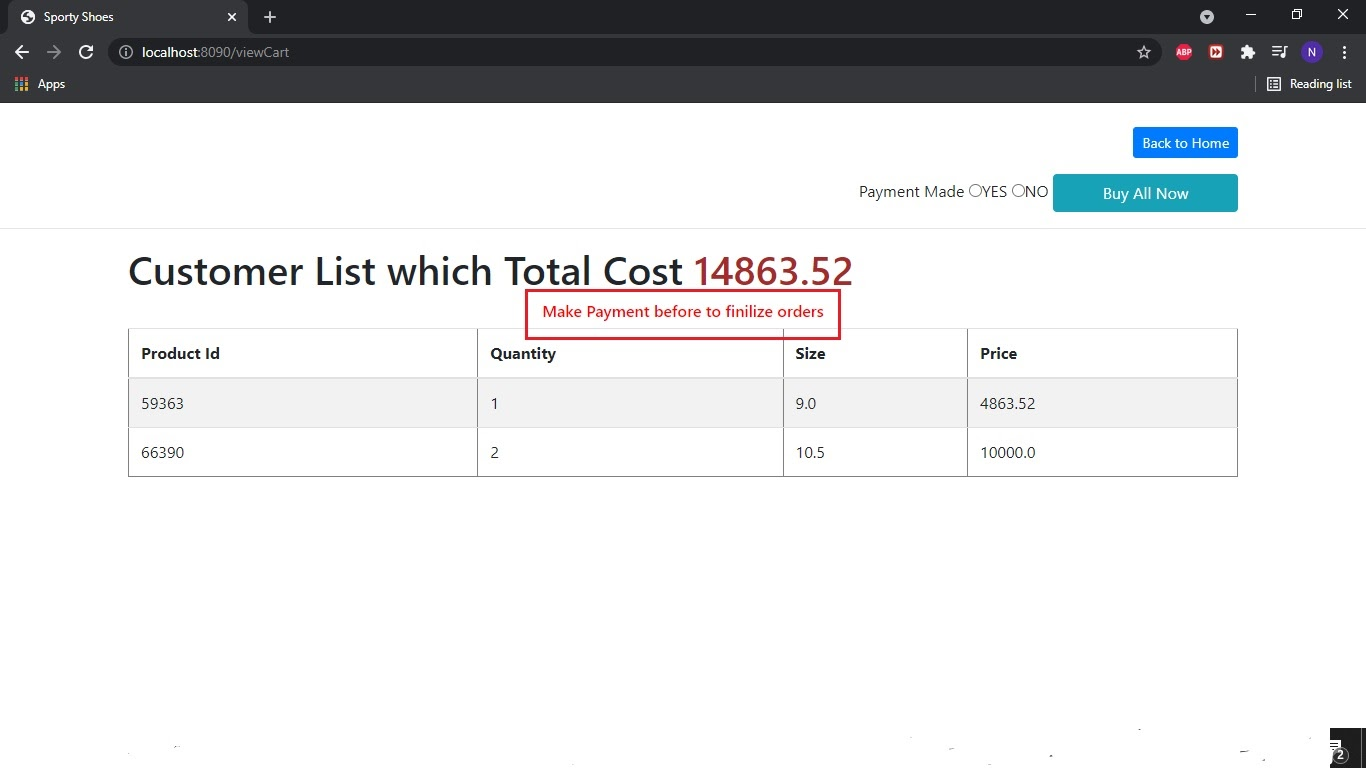 Sporty Shoes
localhost:8090/viewCart
ABP
N
Apps
Reading list
Back to Home
Payment Made YES NO Buy All Now
Customer List which Total Cost 14863.52
Make Payment before to finilize orders
Product Id Quantity Size Price
59363 1 9.0 4863.52
66390 2 10.5 10000.0
2